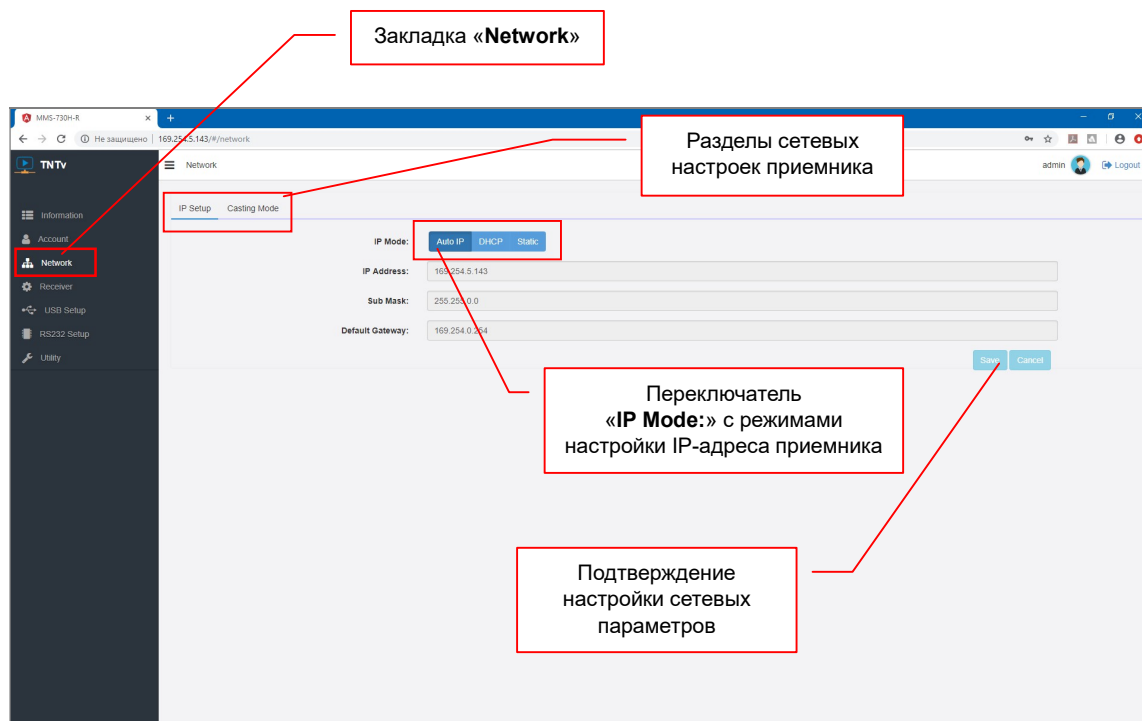 Закладка «Network»
MMS-730H-R
Не защищено
169.254.5.143/#/network
Разделы сетевых
настроек приемника
TNTv
Network
admin
Logout
IP Setup
Casting Mode
Information
Account
Network
Receiver
USB Setup
RS232 Setup
Utility
IP Mode:
Auto IP
DHCP
Static
IP Address:
169.254.5.143
Sub Mask:
255.255.0.0
Default Gateway:
169.254.0.254
Save
Cancel
Переключатель
«IP Mode:» с режимами
настройки IP-адреса приемника
Подтверждение
настройки сетевых
параметров